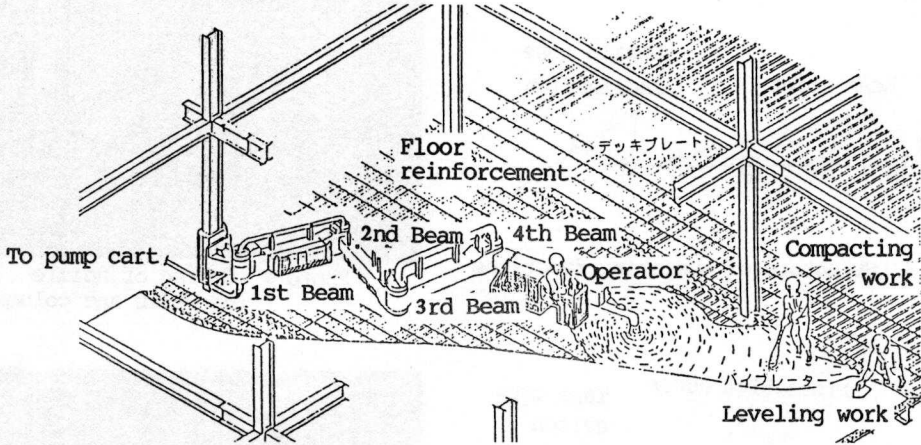 Floor
reinforcement
デッキプレート
2nd Beam
4th Beam
To pump cart
Operator
Compacting
work
1st Beam
3rd Beam
バイブレーター
Leveling work